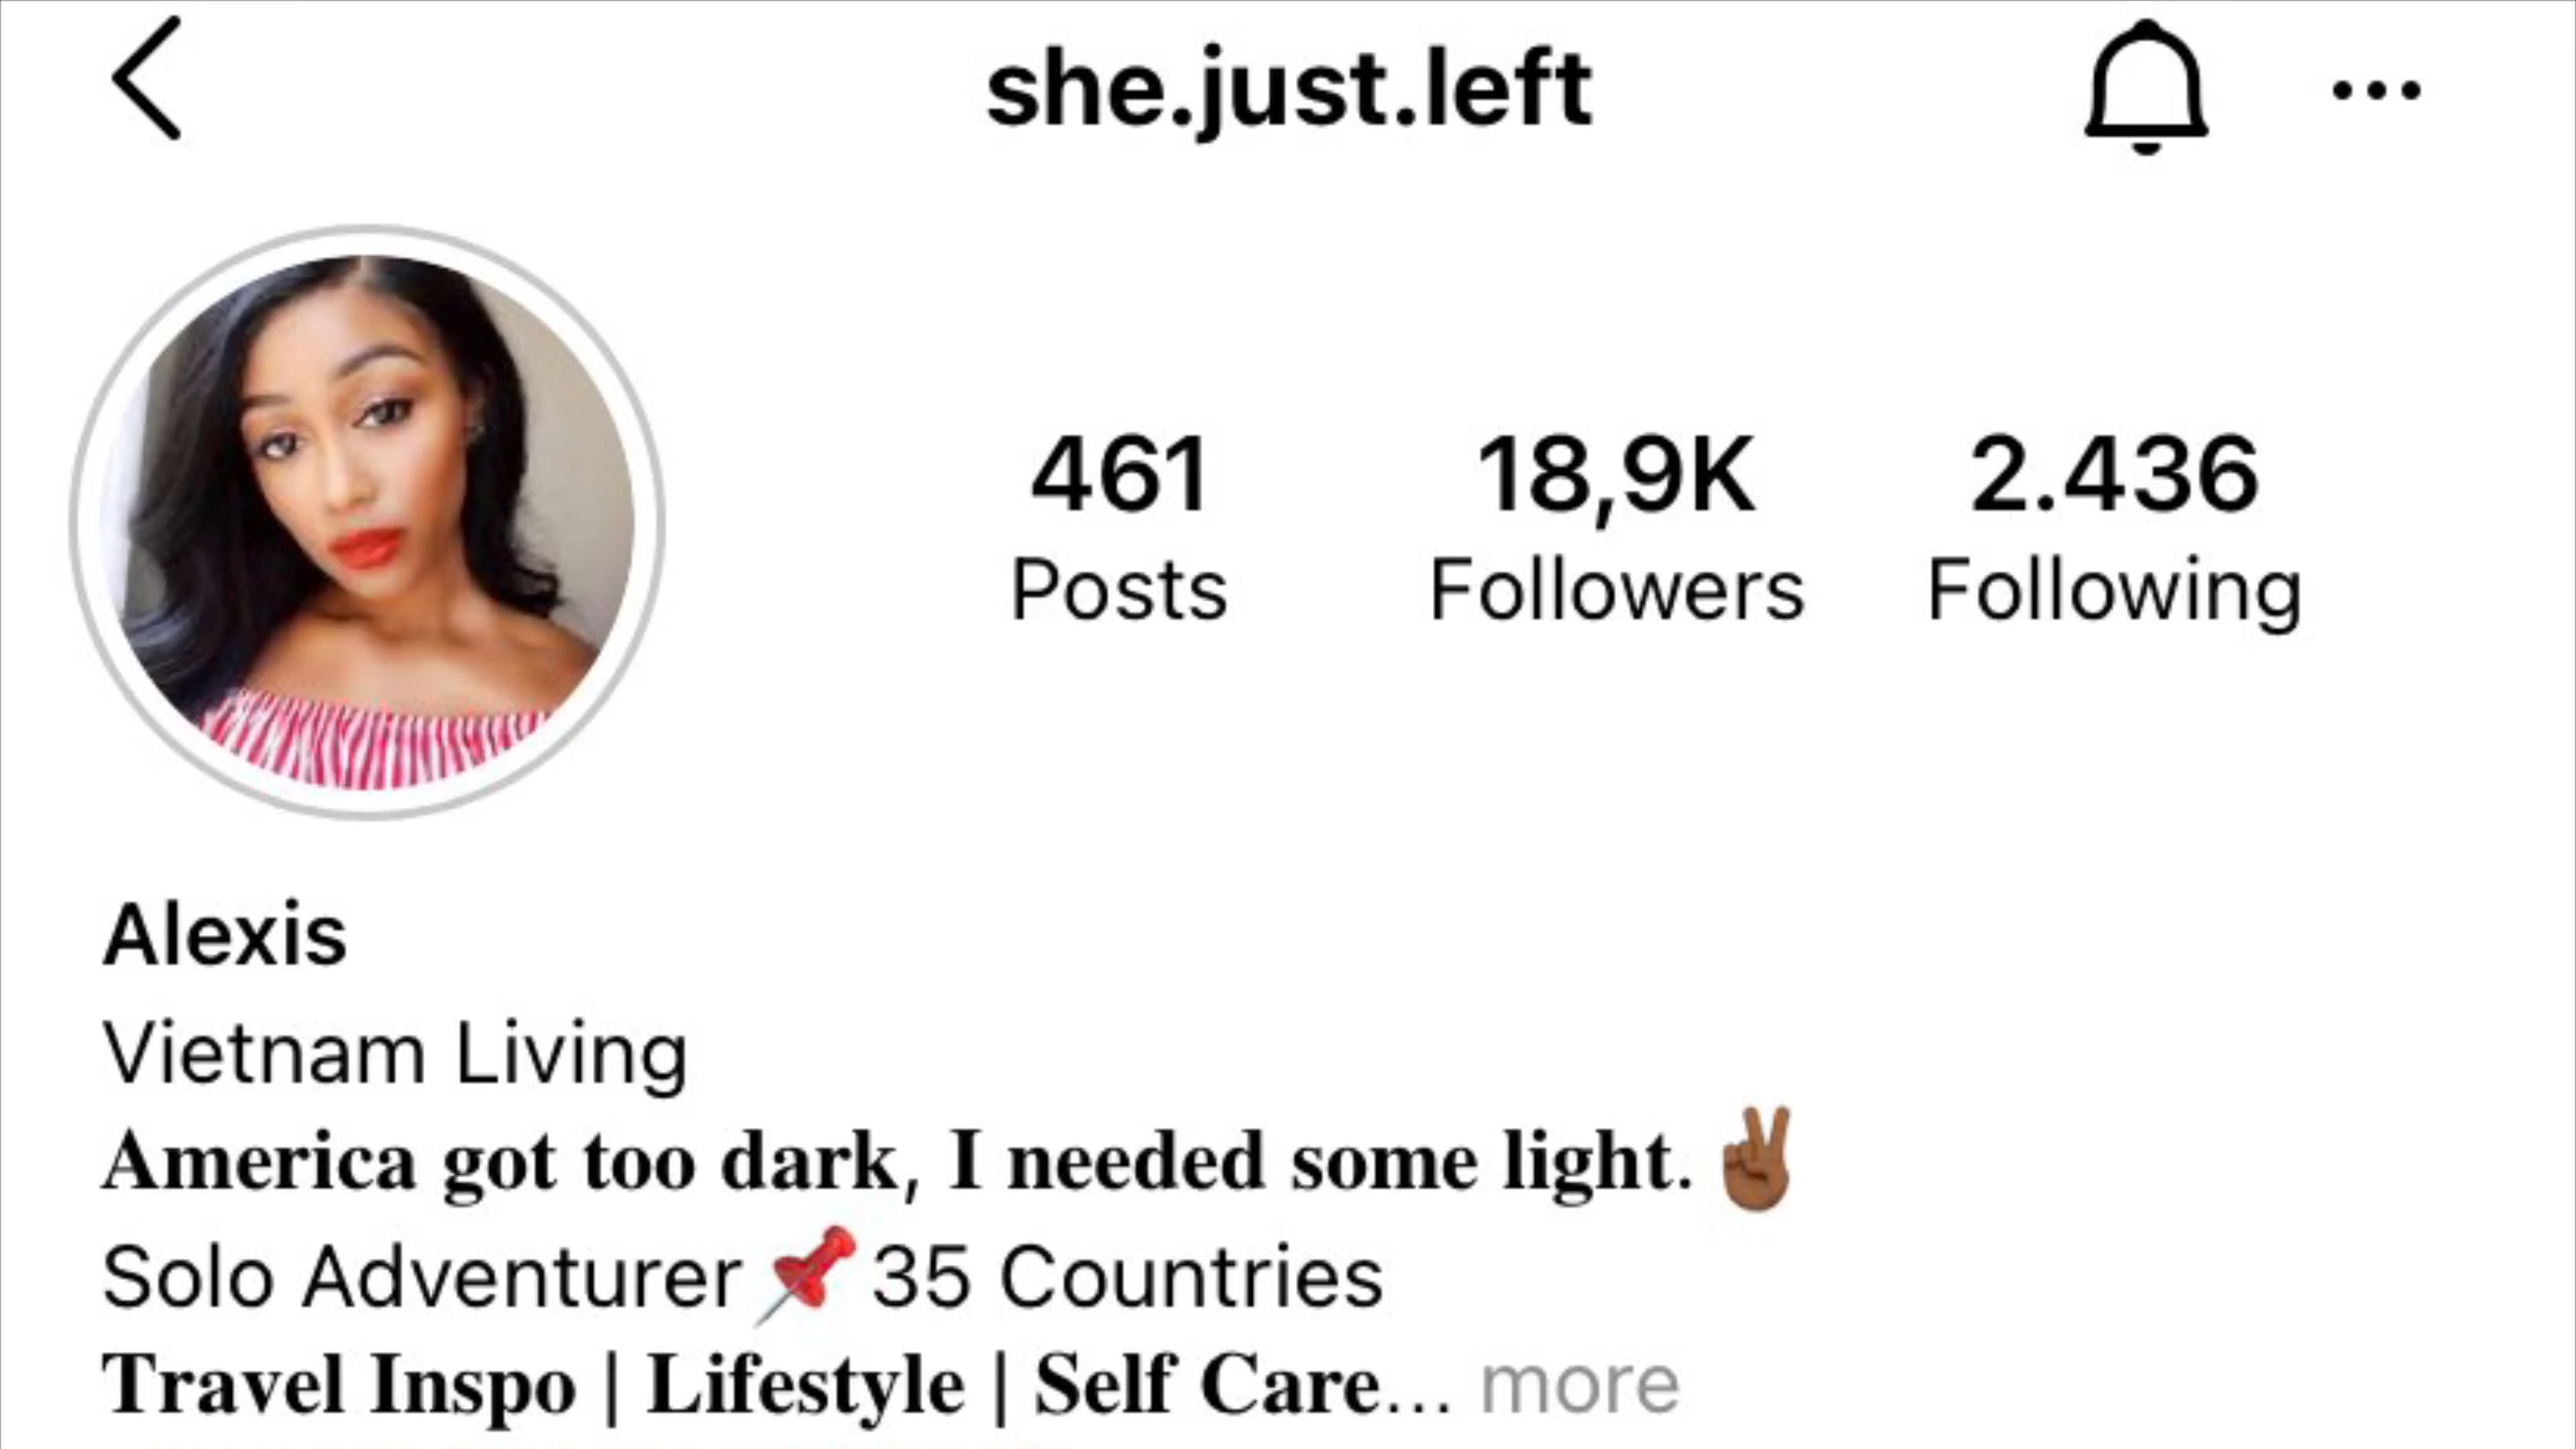 she.just.left
461 18,9K 2.436
Posts Followers Following
Alexis
Vietnam Living
America got too dark, I needed some light. ✌🏾
Solo Adventurer 📌 35 Countries
Travel Inspo | Lifestyle | Self Care... more